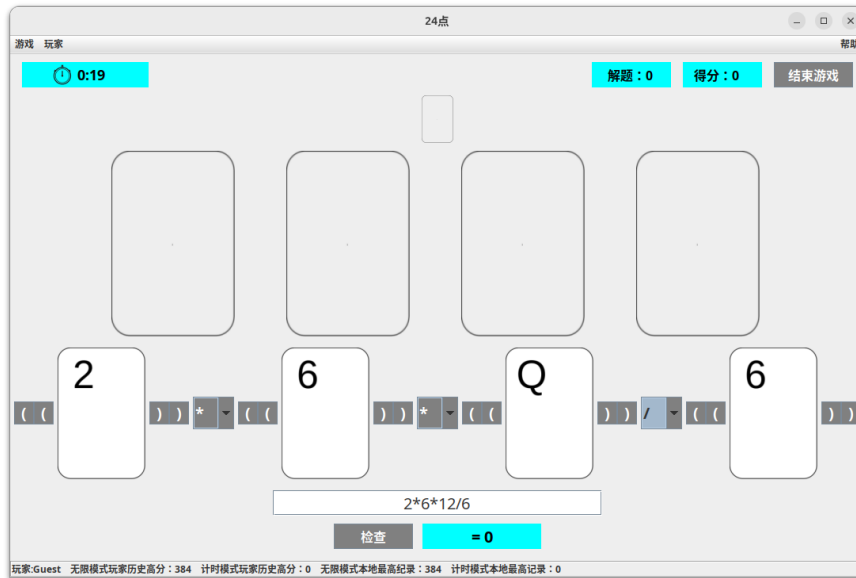 24点
游戏 玩家 帮助
0:19 解题：0 得分：0 结束游戏
2 6 Q 6
( ( ) ) * ( ( ) ) * ( ( ) ) / ( ( ) )
2*6*12/6
检查 = 0
玩家:Guest 无限模式玩家历史高分：384 计时模式玩家历史高分：0 无限模式本地最高纪录：384 计时模式本地最高记录：0